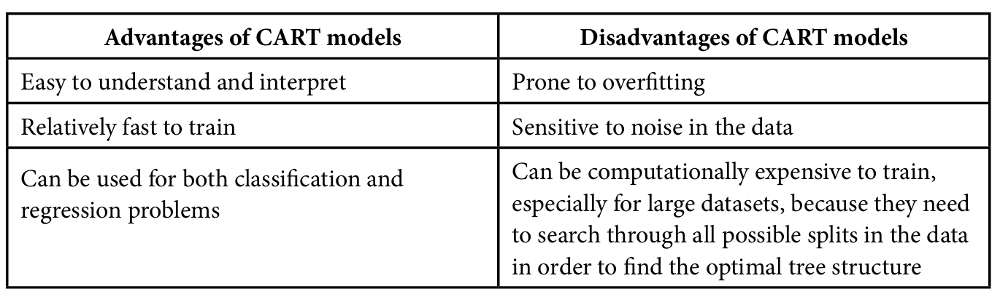 Advantages of CART models
Disadvantages of CART models
Easy to understand and interpret
Prone to overfitting
Relatively fast to train
Sensitive to noise in the data
Can be used for both classification and
regression problems
Can be computationally expensive to train,
especially for large datasets, because they need
to search through all possible splits in the data
in order to find the optimal tree structure